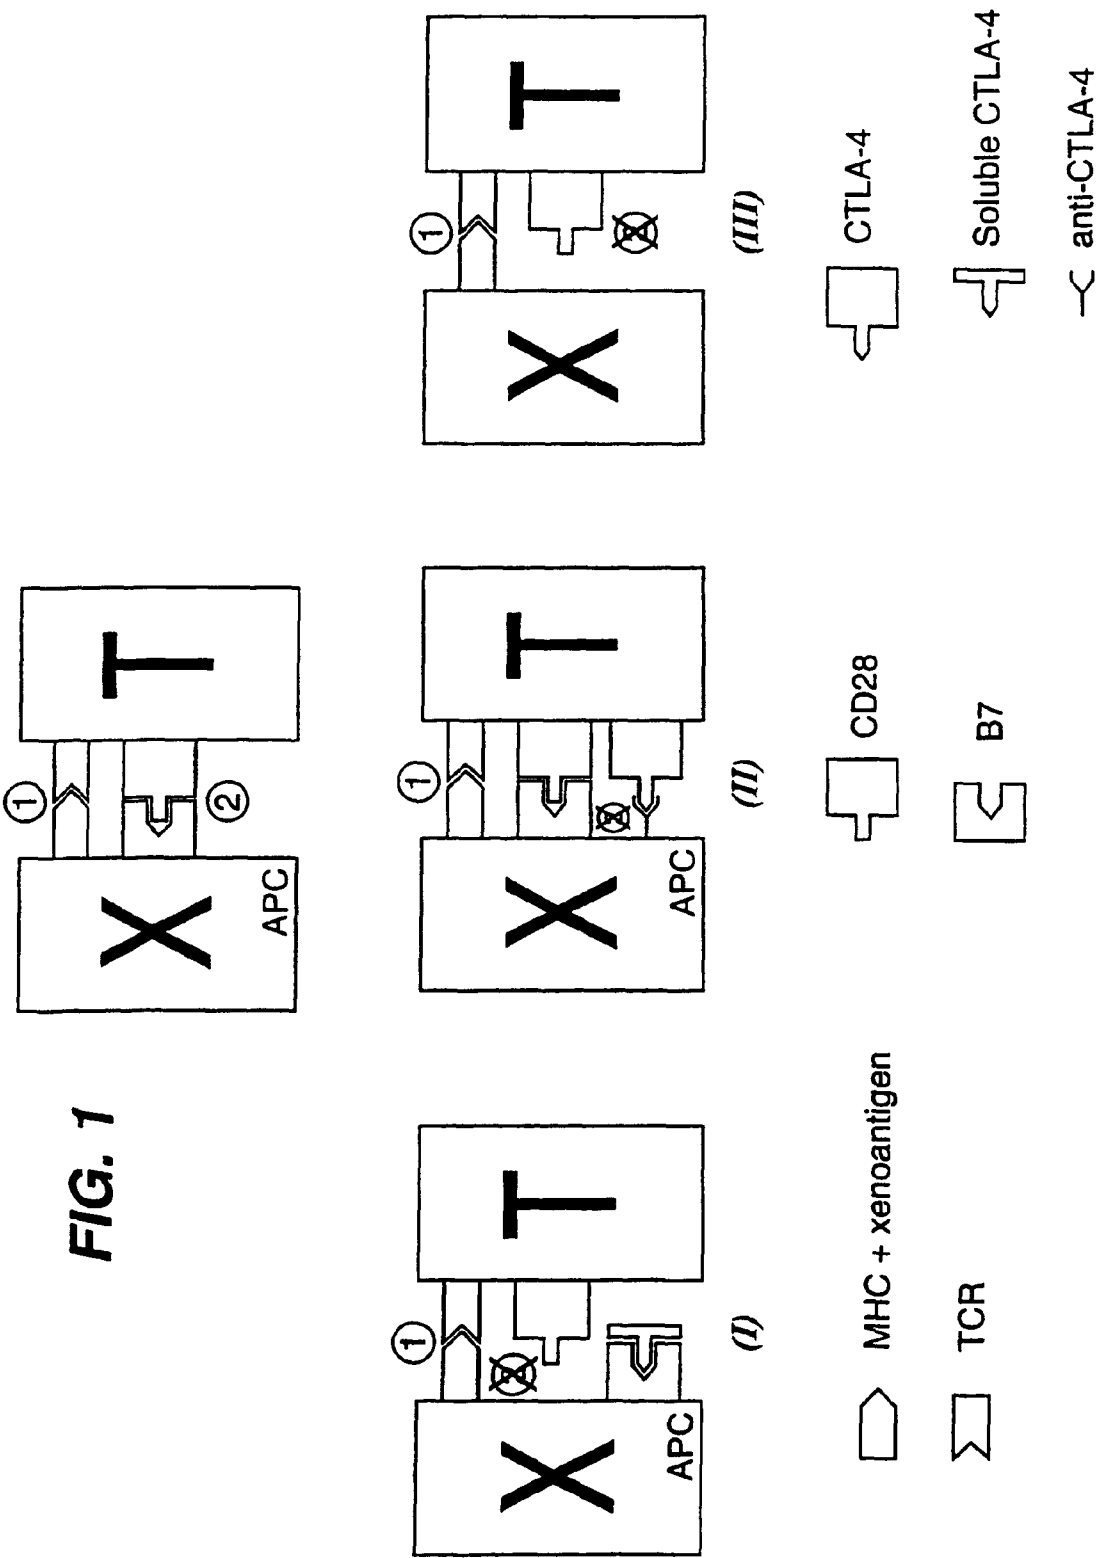 FIG. 1
X
APC
T
①
②
X
APC
T
①
(I)
X
APC
T
①
(II)
X
T
①
(III)
MHC + xenoantigen
CD28
CTLA-4
TCR
B7
Soluble CTLA-4
anti-CTLA-4